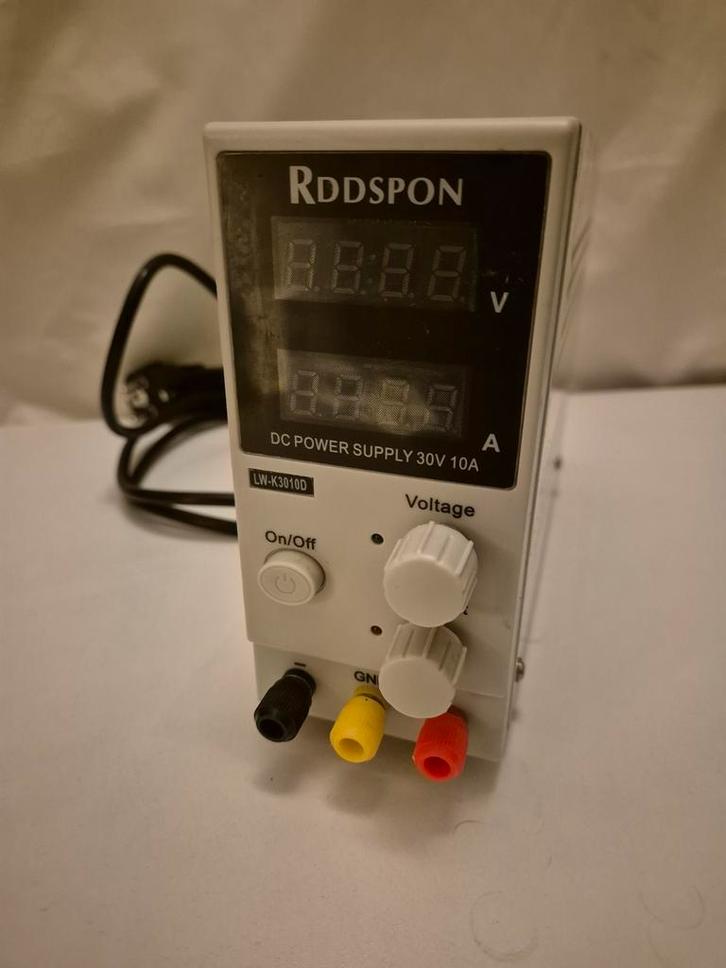 RDDSPON
V
A
DC POWER SUPPLY 30V 10A
LW-K3010D
Voltage
On/Off
-
GN